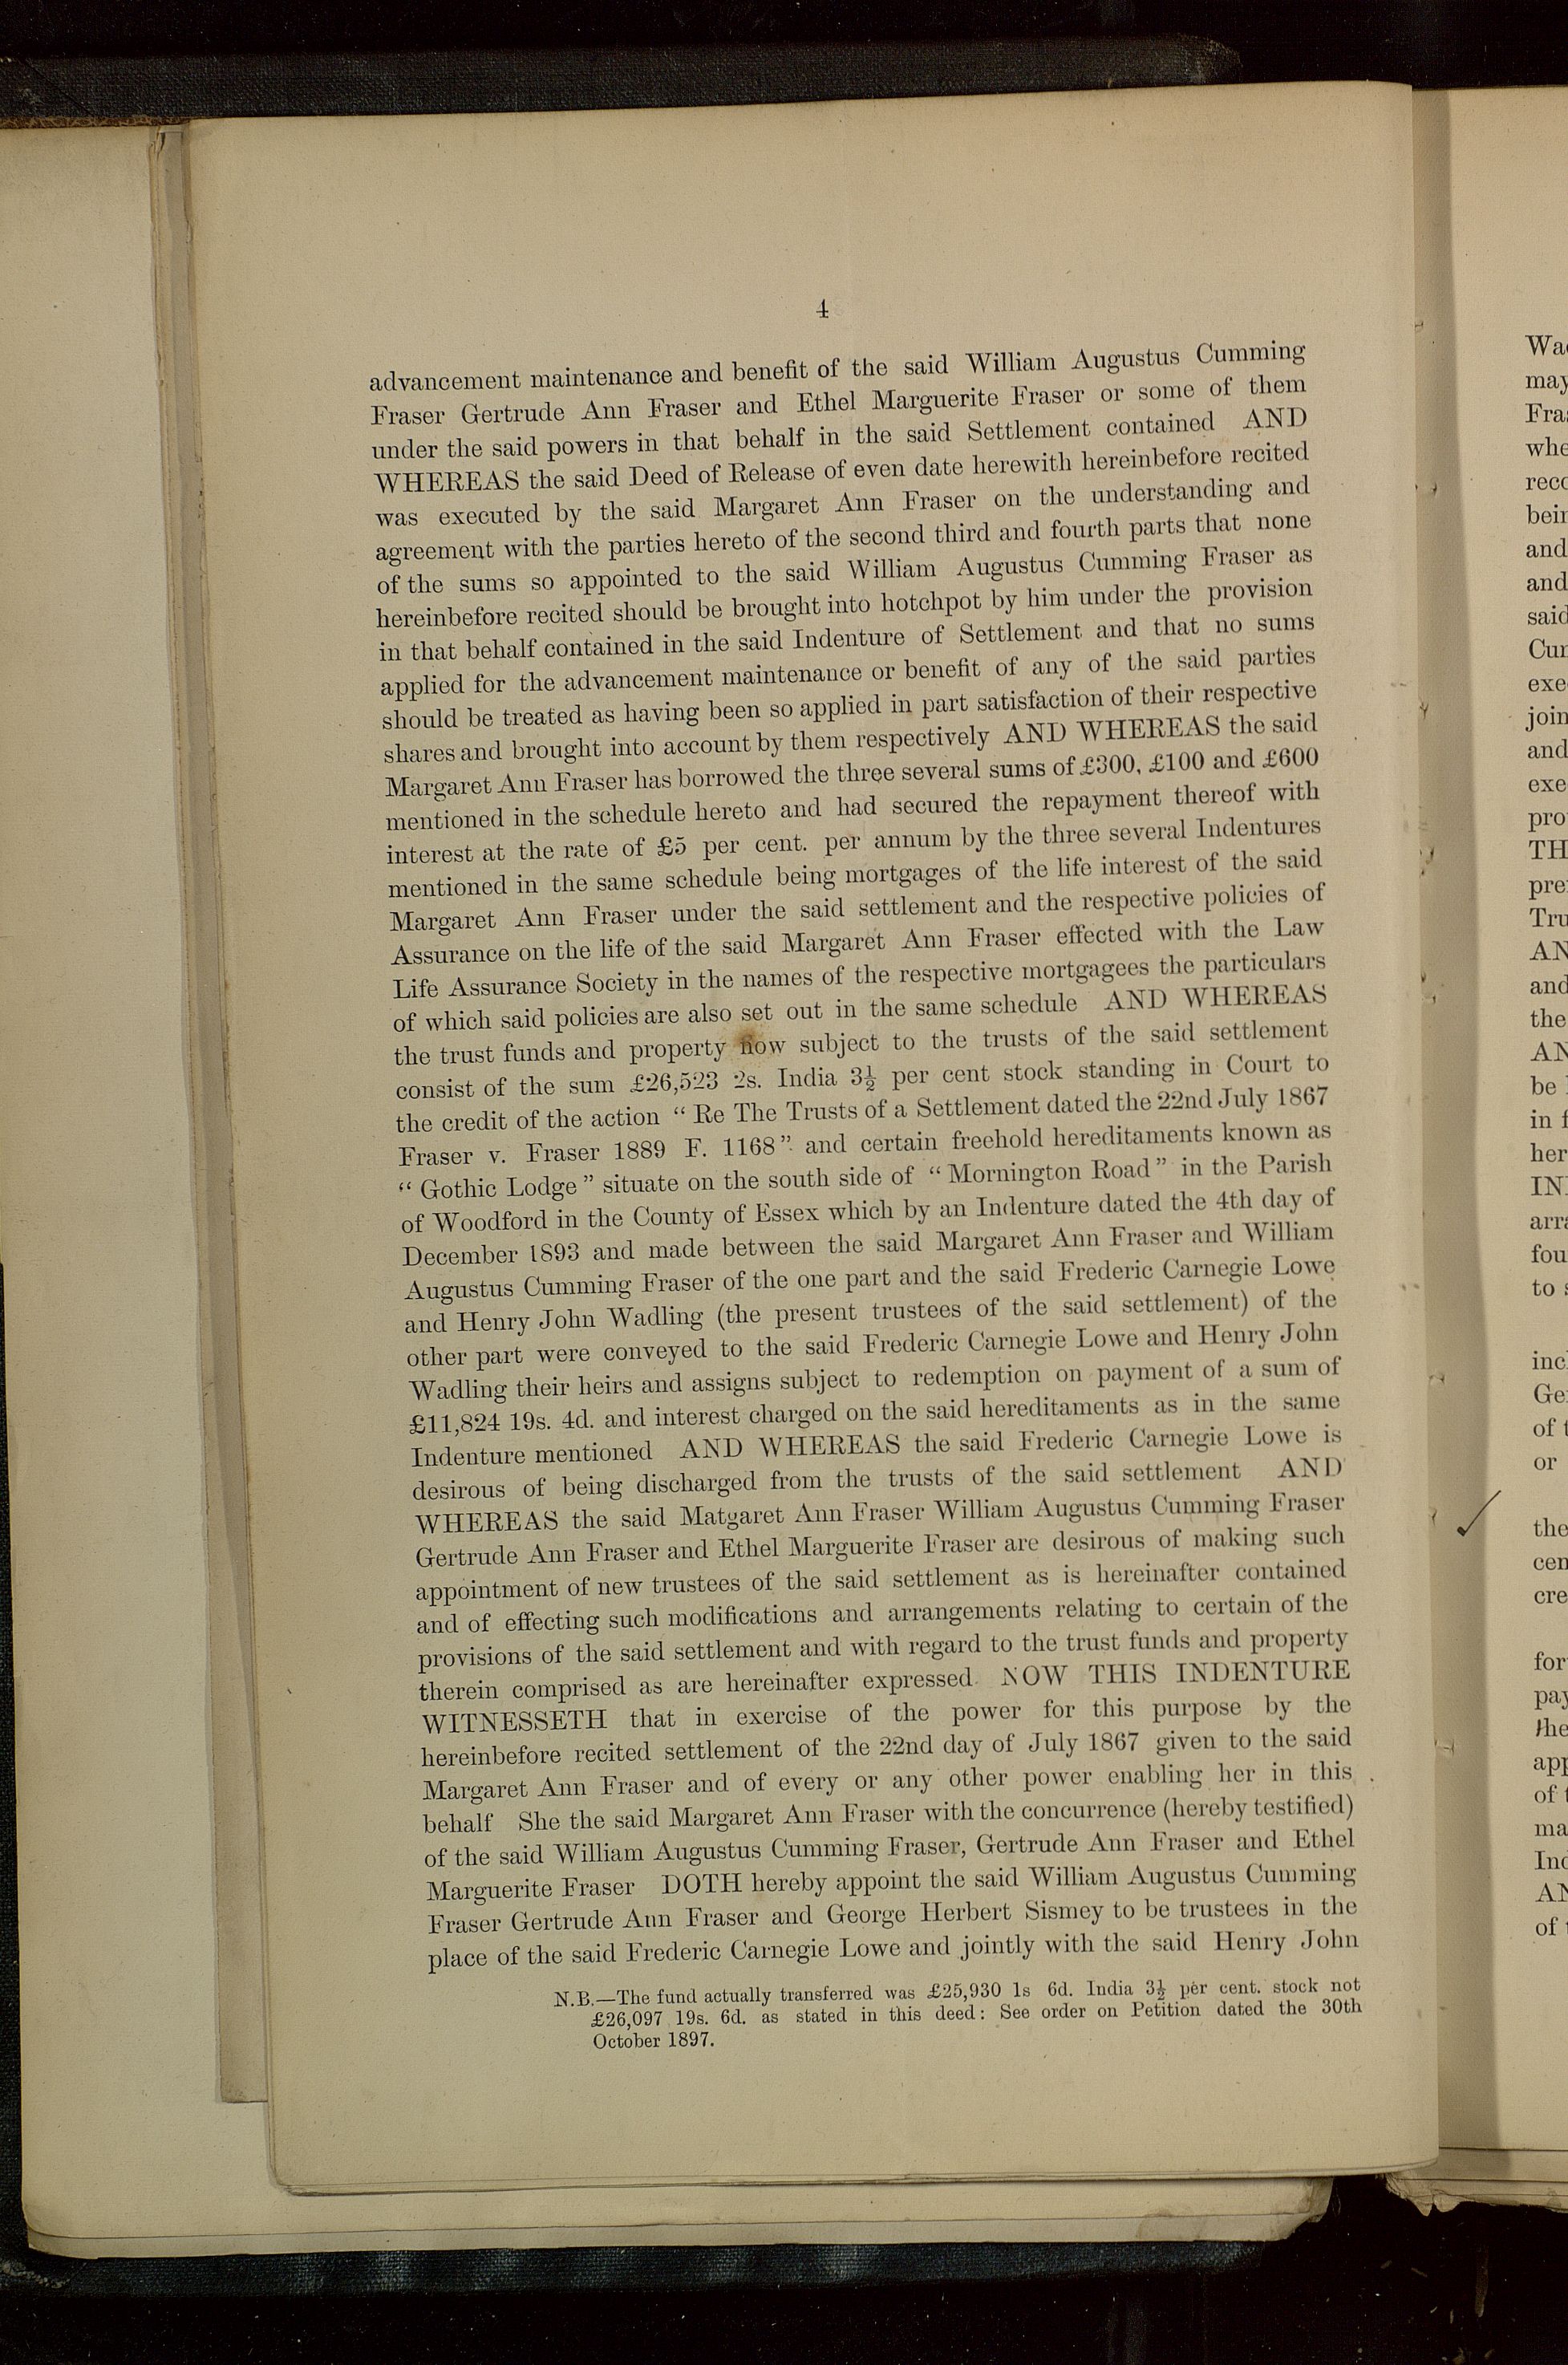 4
advancement maintenance and benefit of the said William Augustus Cumming
Fraser Gertrude Ann Fraser and Ethel Marguerite Fraser or some of them
under the said powers in that behalf in the said Settlement contained AND
WHEREAS the said Deed of Release of even date herewith hereinbefore recited
was executed by the said Margaret Ann Fraser on the understanding and
agreement with the parties hereto of the second third and fourth parts that none
of the sums so appointed to the said William Augustus Cumming Fraser as
hereinbefore recited should be brought into hotchpot by him under the provision
in that behalf contained in the said Indenture of Settlement and that no sums
applied for the advancement maintenance or benefit of any of the said parties
should be treated as having been so applied in part satisfaction of their respective
shares and brought into account by them respectively AND WHEREAS the said
Margaret Ann Fraser has borrowed the three several sums of £300, £100 and £600
mentioned in the schedule hereto and had secured the repayment thereof with
interest at the rate of £5 per cent. per annum by the three several Indentures
mentioned in the same schedule being mortgages of the life interest of the said
Margaret Ann Fraser under the said settlement and the respective policies of
Assurance on the life of the said Margaret Ann Fraser effected with the Law
Life Assurance Society in the names of the respective mortgagees the particulars
of which said policies are also set out in the same schedule AND WHEREAS
the trust funds and property now subject to the trusts of the said settlement
consist of the sum £26,523 2s. India 3½ per cent stock standing in Court to
the credit of the action “ Re The Trusts of a Settlement dated the 22nd July 1867
Fraser v. Fraser 1889 F. 1168 ” and certain freehold hereditaments known as
“ Gothic Lodge ” situate on the south side of “ Mornington Road ” in the Parish
of Woodford in the County of Essex which by an Indenture dated the 4th day of
December 1893 and made between the said Margaret Ann Fraser and William
Augustus Cumming Fraser of the one part and the said Frederic Carnegie Lowe
and Henry John Wadling (the present trustees of the said settlement) of the
other part were conveyed to the said Frederic Carnegie Lowe and Henry John
Wadling their heirs and assigns subject to redemption on payment of a sum of
£11,824 19s. 4d. and interest charged on the said hereditaments as in the same
Indenture mentioned AND WHEREAS the said Frederic Carnegie Lowe is
desirous of being discharged from the trusts of the said settlement AND
WHEREAS the said Matgaret Ann Fraser William Augustus Cumming Fraser
Gertrude Ann Fraser and Ethel Marguerite Fraser are desirous of making such
appointment of new trustees of the said settlement as is hereinafter contained
and of effecting such modifications and arrangements relating to certain of the
provisions of the said settlement and with regard to the trust funds and property
therein comprised as are hereinafter expressed. NOW THIS INDENTURE
WITNESSETH that in exercise of the power for this purpose by the
hereinbefore recited settlement of the 22nd day of July 1867 given to the said
Margaret Ann Fraser and of every or any other power enabling her in this
behalf She the said Margaret Ann Fraser with the concurrence (hereby testified)
of the said William Augustus Cumming Fraser, Gertrude Ann Fraser and Ethel
Marguerite Fraser DOTH hereby appoint the said William Augustus Cumming
Fraser Gertrude Ann Fraser and George Herbert Sismey to be trustees in the
place of the said Frederic Carnegie Lowe and jointly with the said Henry John
N.B.—The fund actually transferred was £25,930 1s 6d. India 3½ per cent. stock not
£26,097 19s. 6d. as stated in this deed: See order on Petition dated the 30th
October 1897.